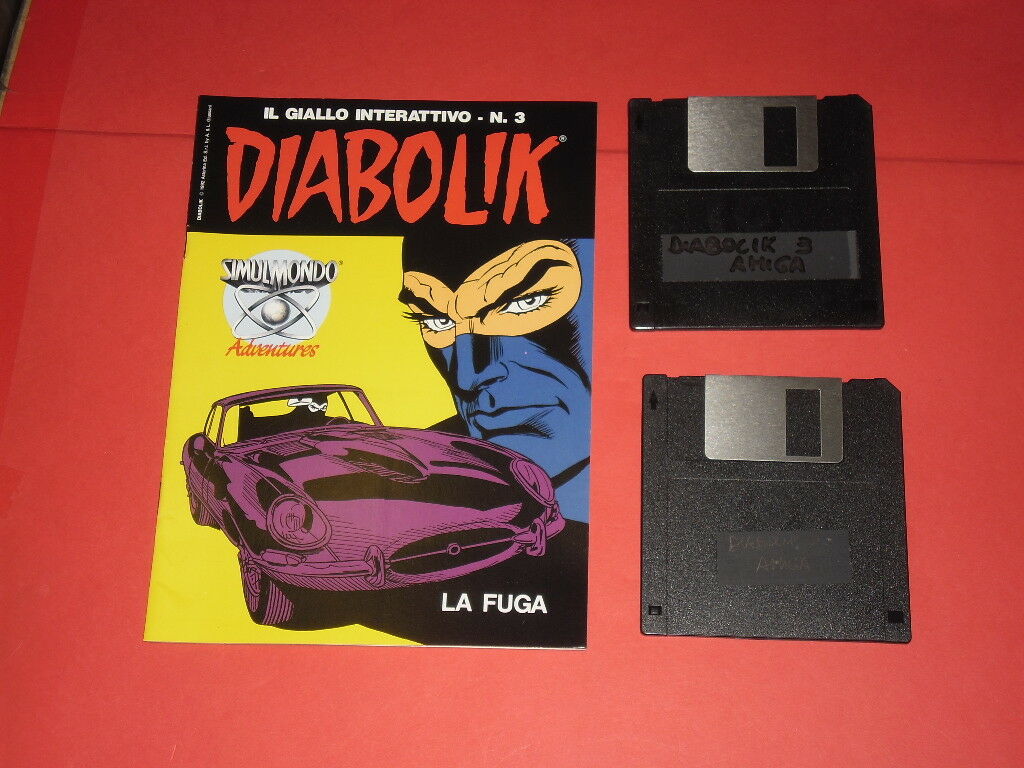 IL GIALLO INTERATTIVO - N. 3
DIABOLIK®
SIMULMONDO®
Adventures
LA FUGA
DIABOLIK 3
AMIGA
AMIGA